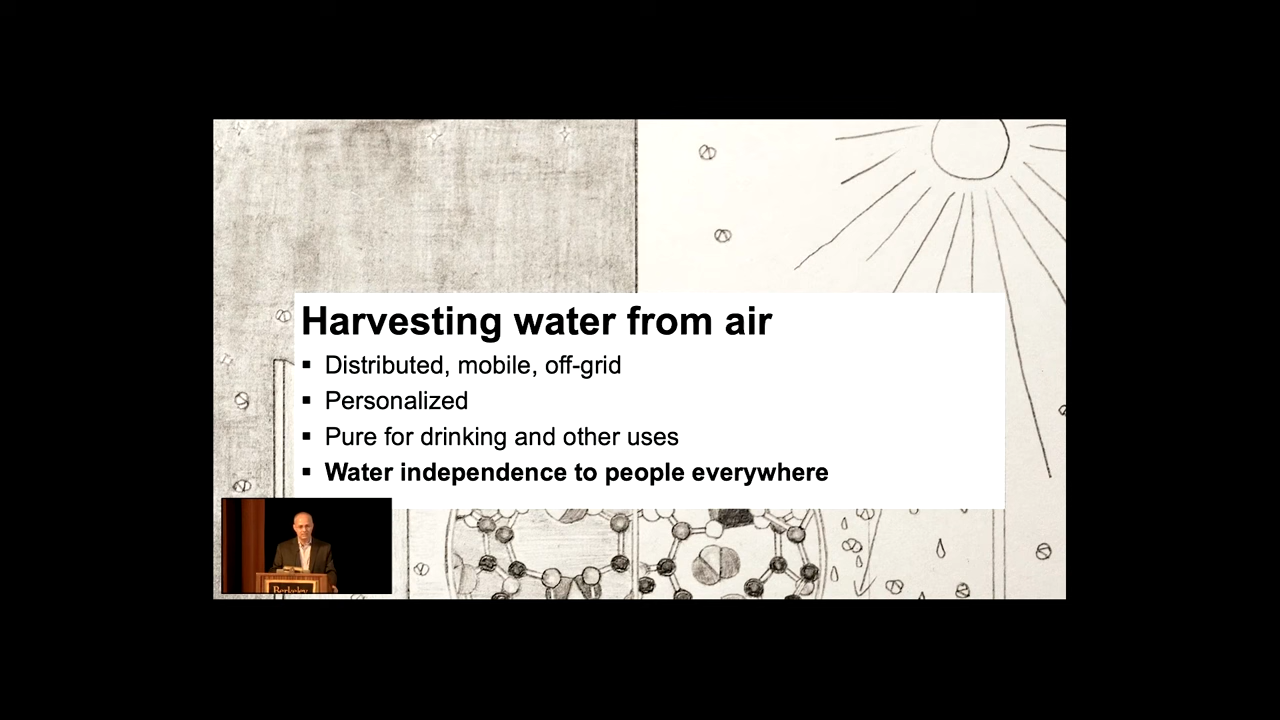 Harvesting water from air
▪ Distributed, mobile, off-grid
▪ Personalized
▪ Pure for drinking and other uses
▪ Water independence to people everywhere
Berkeley